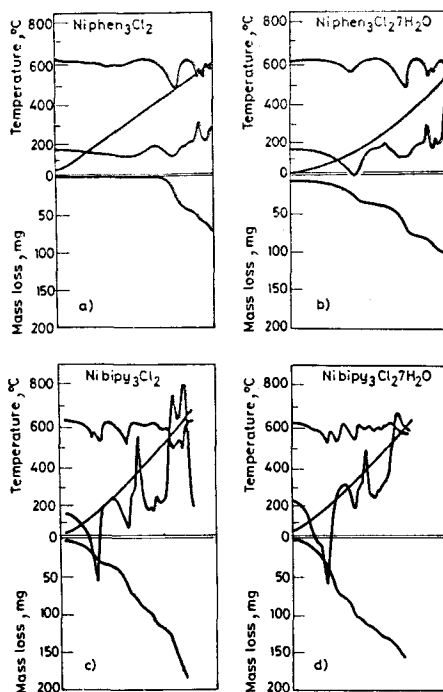 Niphen₃Cl₂
Temperature, °C
800
600
400
200
0
Mass loss, mg
50
100
150
200
a)
Niphen₃Cl₂7H₂O
Temperature, °C
800
600
400
200
0
Mass loss, mg
50
100
150
200
b)
Nibipy₃Cl₂
Temperature, °C
800
600
400
200
0
Mass loss, mg
50
100
150
200
c)
Nibipy₃Cl₂7H₂O
Temperature, °C
800
600
400
200
0
Mass loss, mg
50
100
150
200
d)